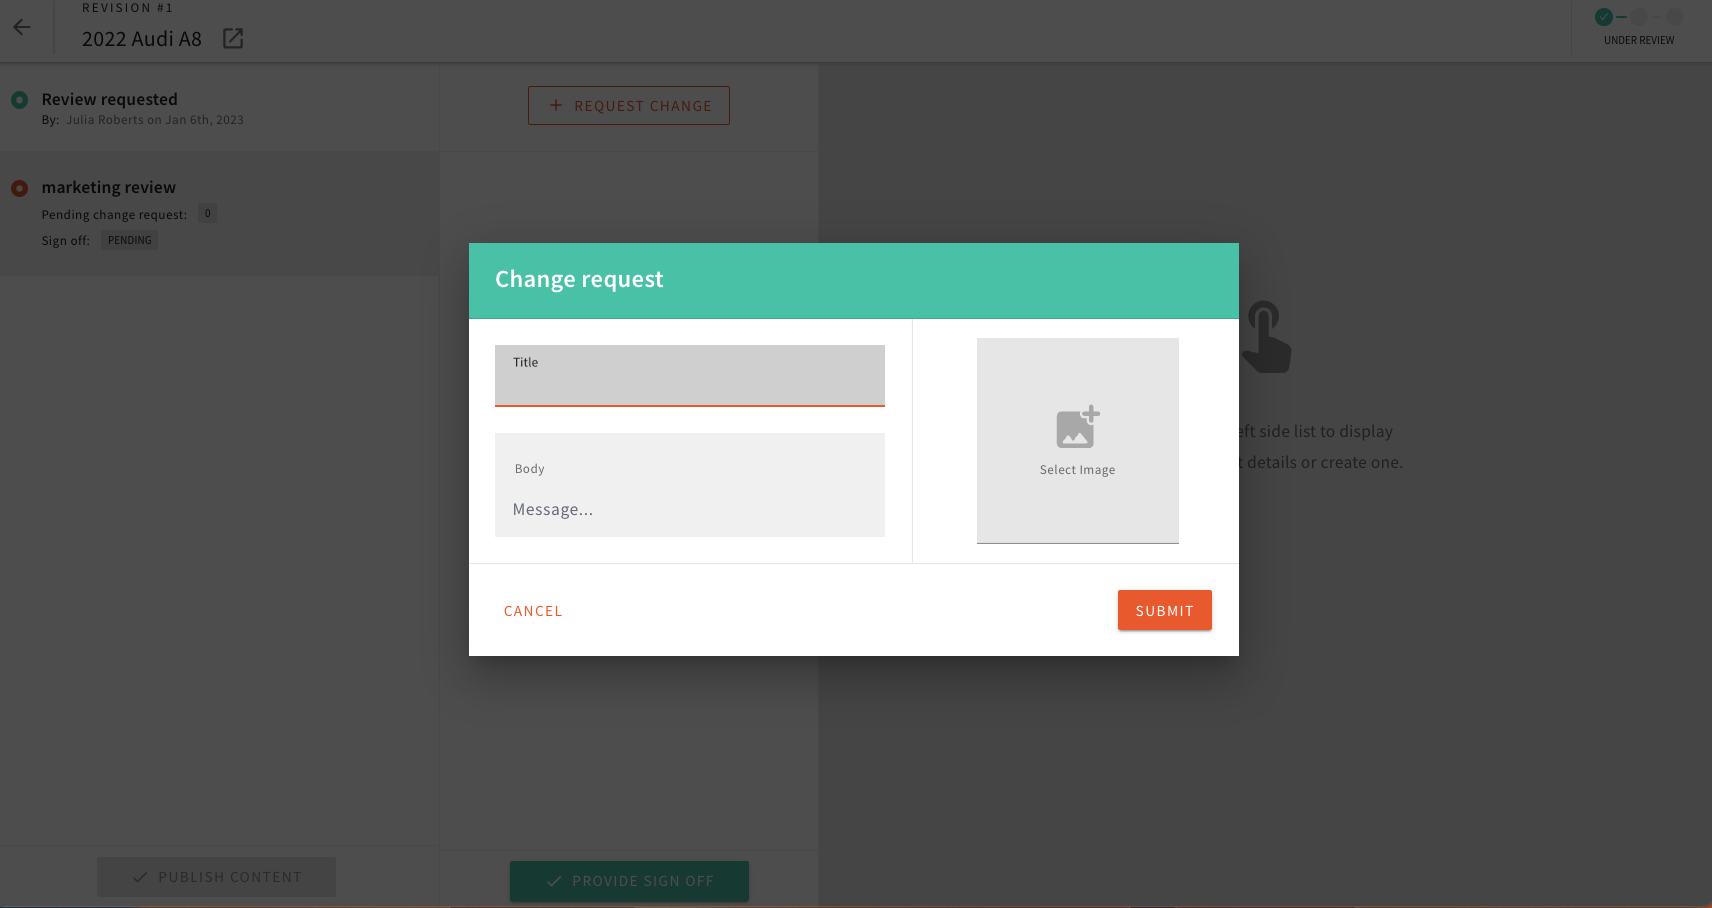 REVISION #1
2022 Audi A8
UNDER REVIEW
Review requested
By: Julia Roberts on Jan 6th, 2023
marketing review
Pending change request: 0
Sign off: PENDING
PUBLISH CONTENT
+ REQUEST CHANGE
PROVIDE SIGN OFF
left side list to display
details or create one.
Change request
Title
Body
Message...
Select Image
CANCEL
SUBMIT